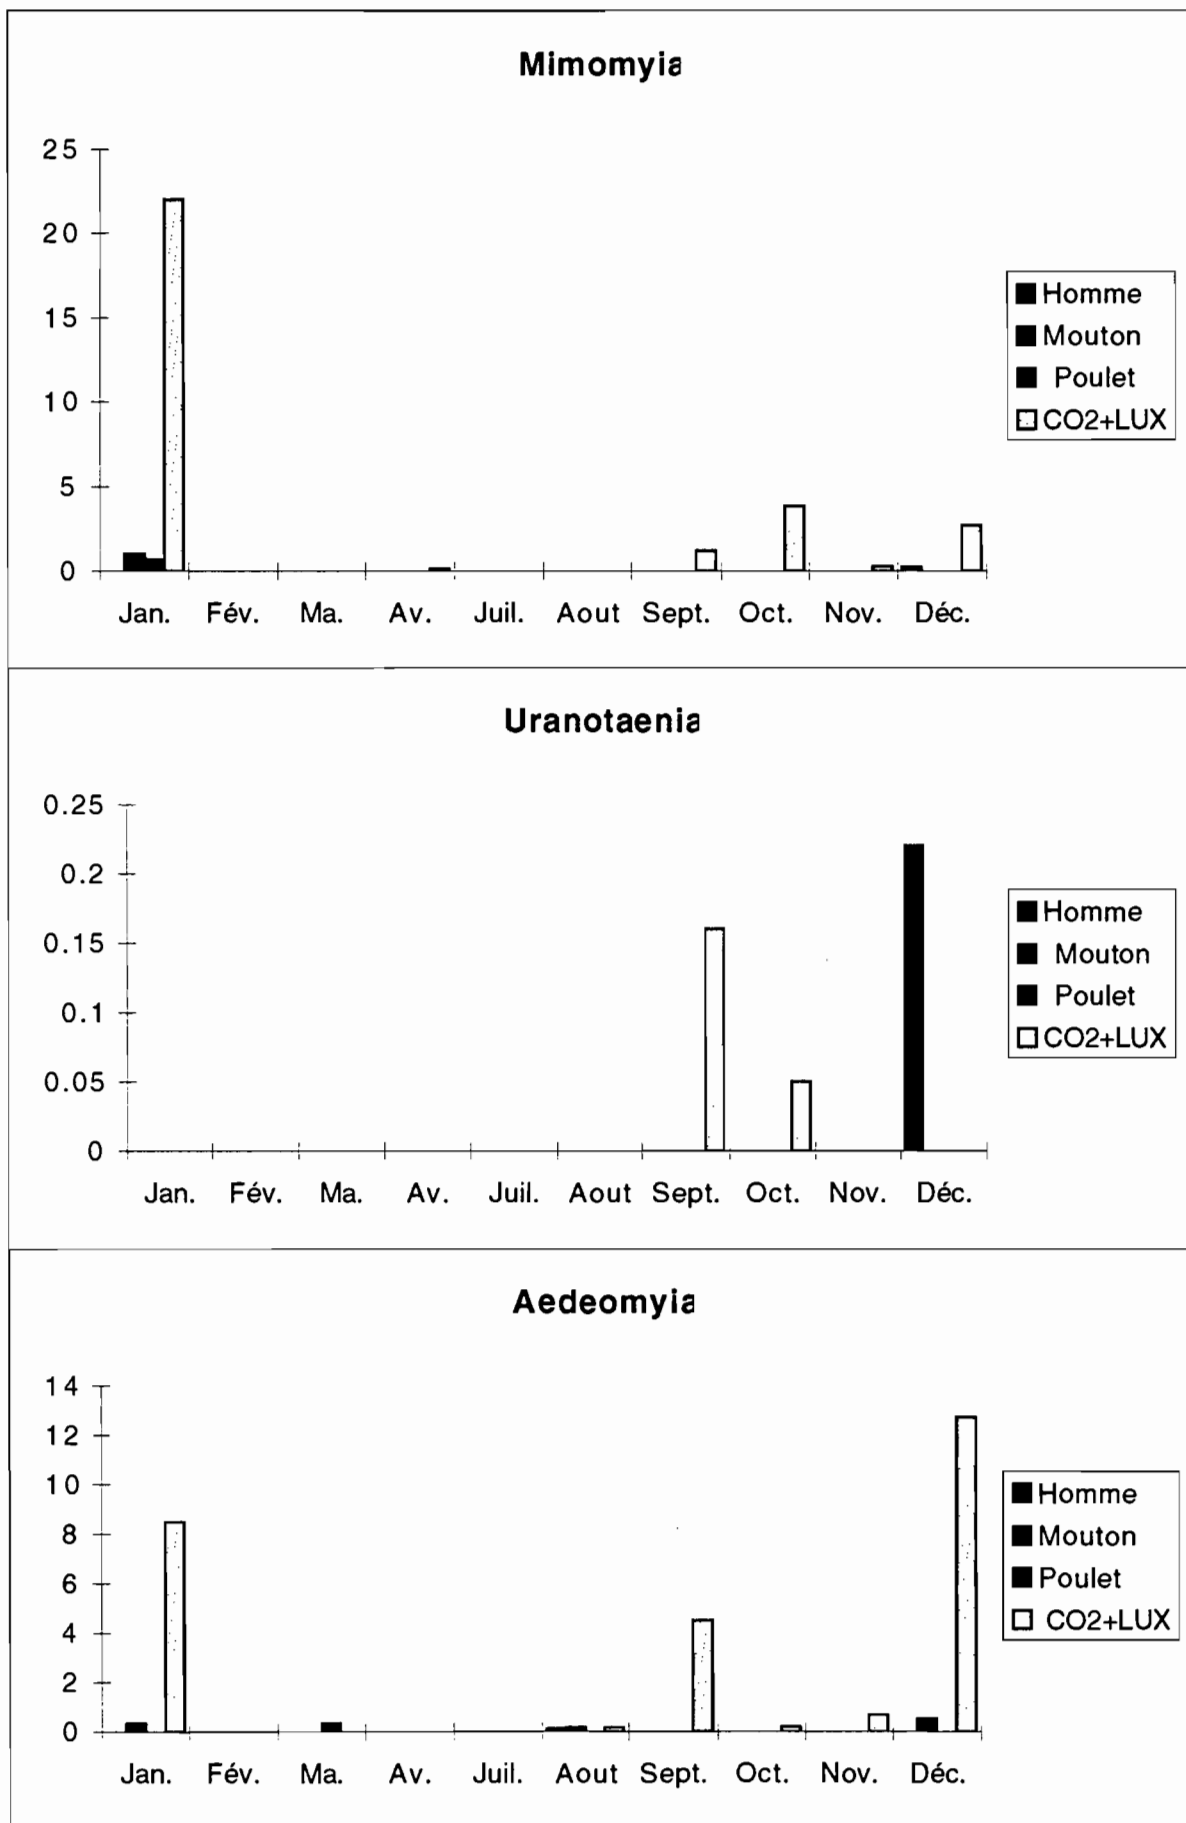 Mimomyia
25
20
15
10
5
0
Jan. Fév. Ma. Av. Juil. Aout Sept. Oct. Nov. Déc.
Homme
Mouton
Poulet
CO2+LUX
Uranotaenia
0.25
0.2
0.15
0.1
0.05
0
Jan. Fév. Ma. Av. Juil. Aout Sept. Oct. Nov. Déc.
Homme
Mouton
Poulet
CO2+LUX
Aedeomyia
14
12
10
8
6
4
2
0
Jan. Fév. Ma. Av. Juil. Aout Sept. Oct. Nov. Déc.
Homme
Mouton
Poulet
CO2+LUX